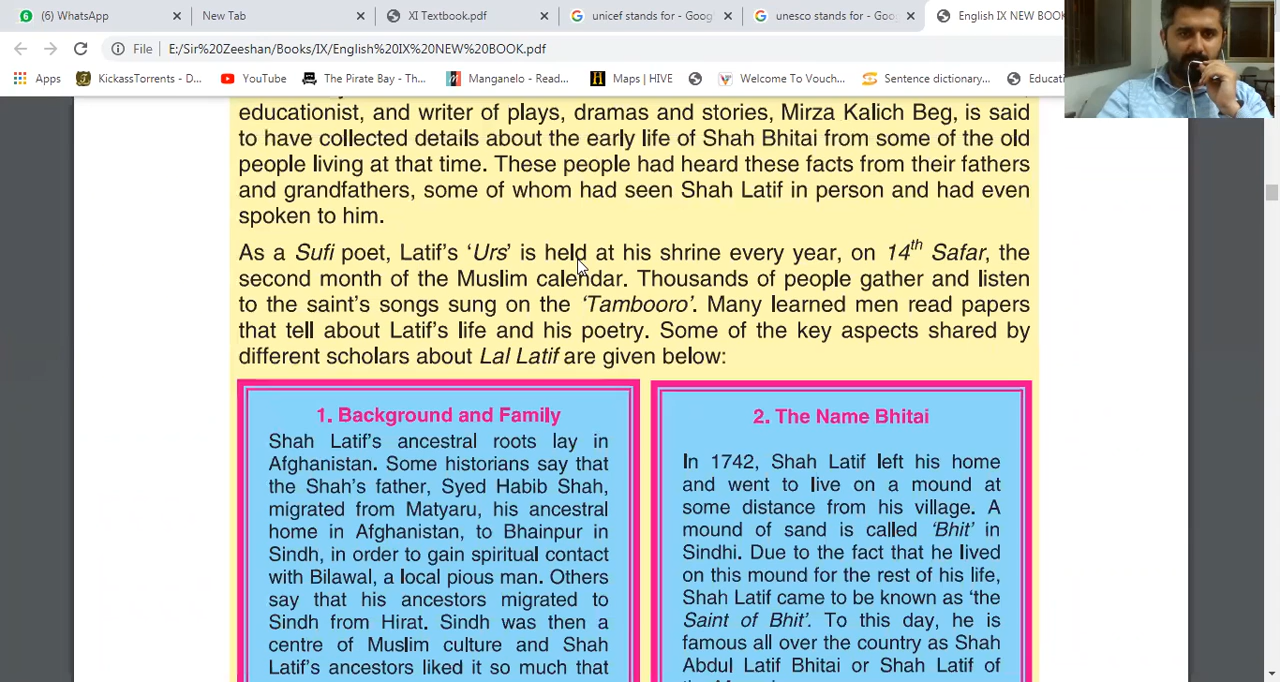 (6) WhatsApp
New Tab
XI Textbook.pdf
unicef stands for - Goog
unesco stands for - Goo
English IX NEW BOOK
File
E:/Sir%20Zeeshan/Books/IX/English%20IX%20NEW%20BOOK.pdf
Apps
KickassTorrents - D...
YouTube
The Pirate Bay - Th...
Manganelo - Read...
Maps | HIVE
Welcome To Vouch...
Sentence dictionary...
Educati
educationist, and writer of plays, dramas and stories, Mirza Kalich Beg, is said
to have collected details about the early life of Shah Bhitai from some of the old
people living at that time. These people had heard these facts from their fathers
and grandfathers, some of whom had seen Shah Latif in person and had even
spoken to him.
As a Sufi poet, Latif's 'Urs' is held at his shrine every year, on 14th Safar, the
second month of the Muslim calendar. Thousands of people gather and listen
to the saint's songs sung on the 'Tambooro'. Many learned men read papers
that tell about Latif's life and his poetry. Some of the key aspects shared by
different scholars about Lal Latif are given below:
1. Background and Family
Shah Latif's ancestral roots lay in
Afghanistan. Some historians say that
the Shah's father, Syed Habib Shah,
migrated from Matyaru, his ancestral
home in Afghanistan, to Bhainpur in
Sindh, in order to gain spiritual contact
with Bilawal, a local pious man. Others
say that his ancestors migrated to
Sindh from Hirat. Sindh was then a
centre of Muslim culture and Shah
Latif's ancestors liked it so much that
2. The Name Bhitai
In 1742, Shah Latif left his home
and went to live on a mound at
some distance from his village. A
mound of sand is called 'Bhit' in
Sindhi. Due to the fact that he lived
on this mound for the rest of his life,
Shah Latif came to be known as 'the
Saint of Bhit'. To this day, he is
famous all over the country as Shah
Abdul Latif Bhitai or Shah Latif of